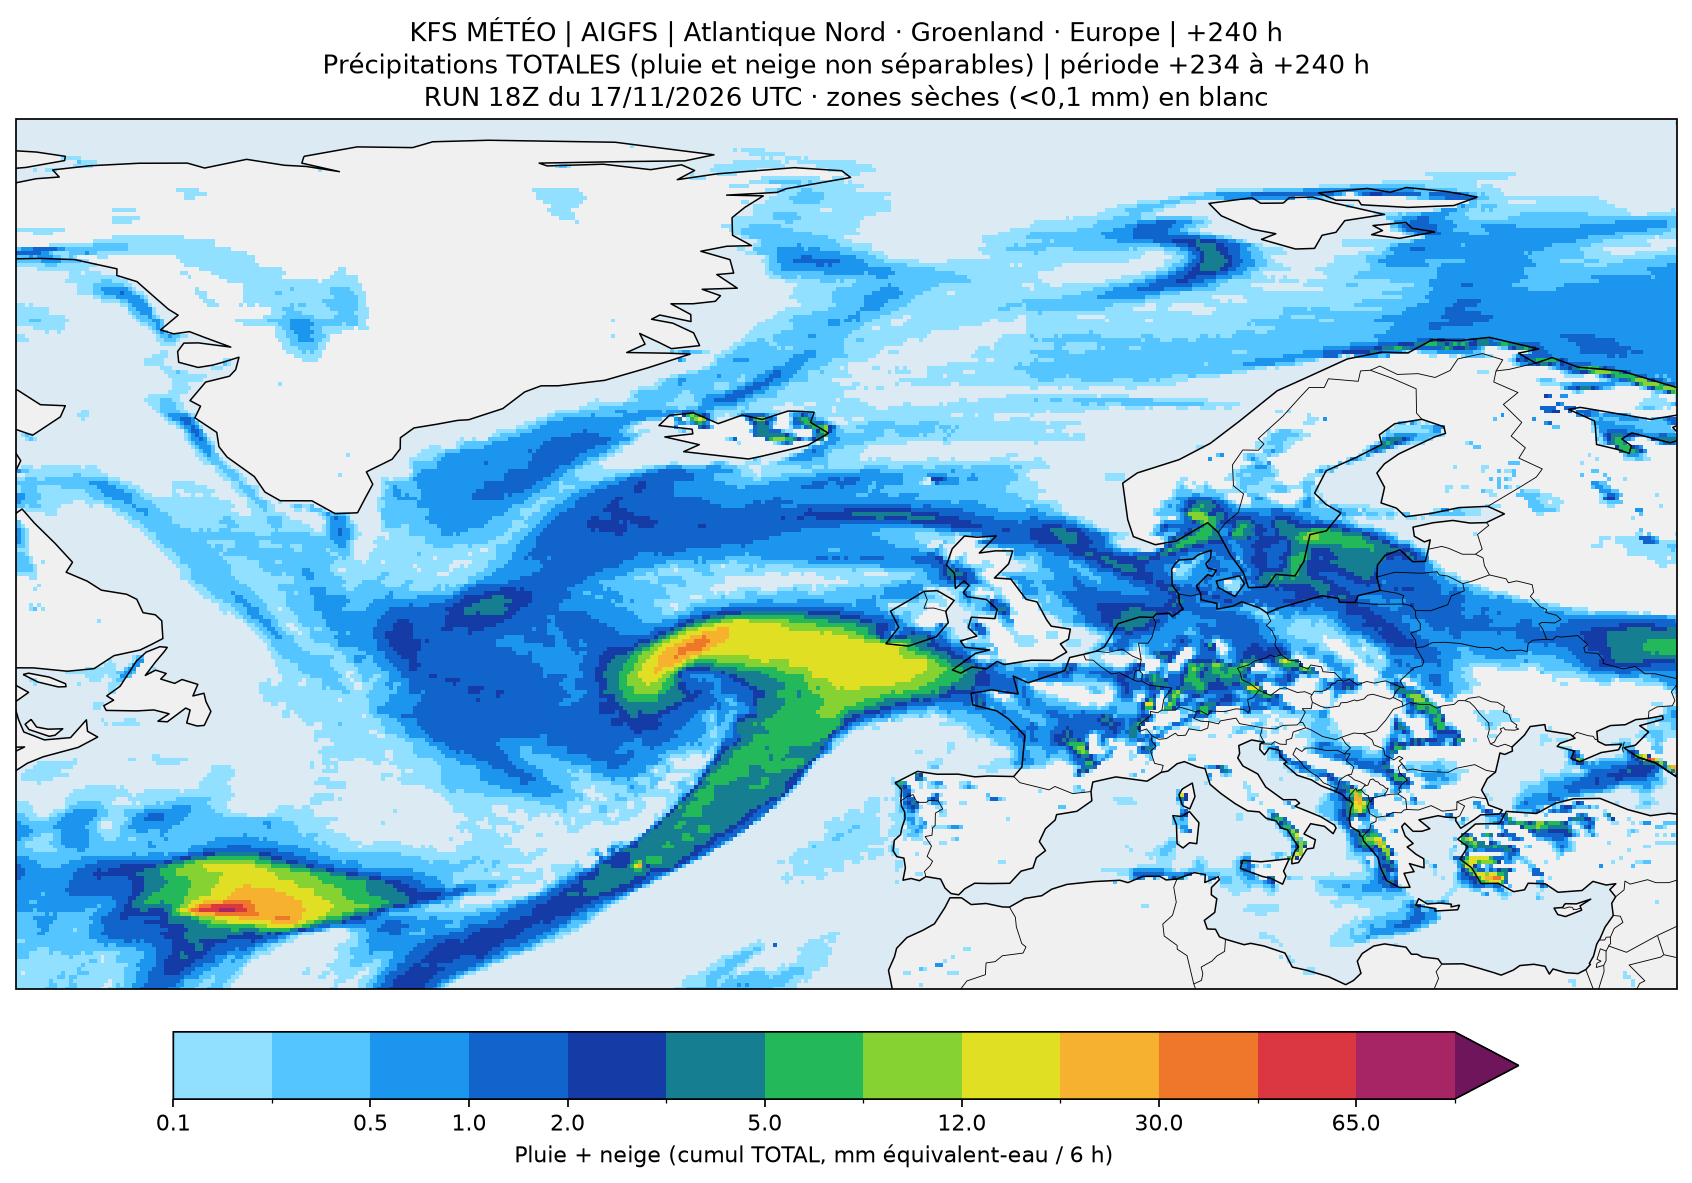 KFS MÉTÉO | AIGFS | Atlantique Nord · Groenland · Europe | +240 h
Précipitations TOTALES (pluie et neige non séparables) | période +234 à +240 h
RUN 18Z du 17/11/2026 UTC · zones sèches (<0,1 mm) en blanc
0.1 0.5 1.0 2.0 5.0 12.0 30.0 65.0
Pluie + neige (cumul TOTAL, mm équivalent-eau / 6 h)